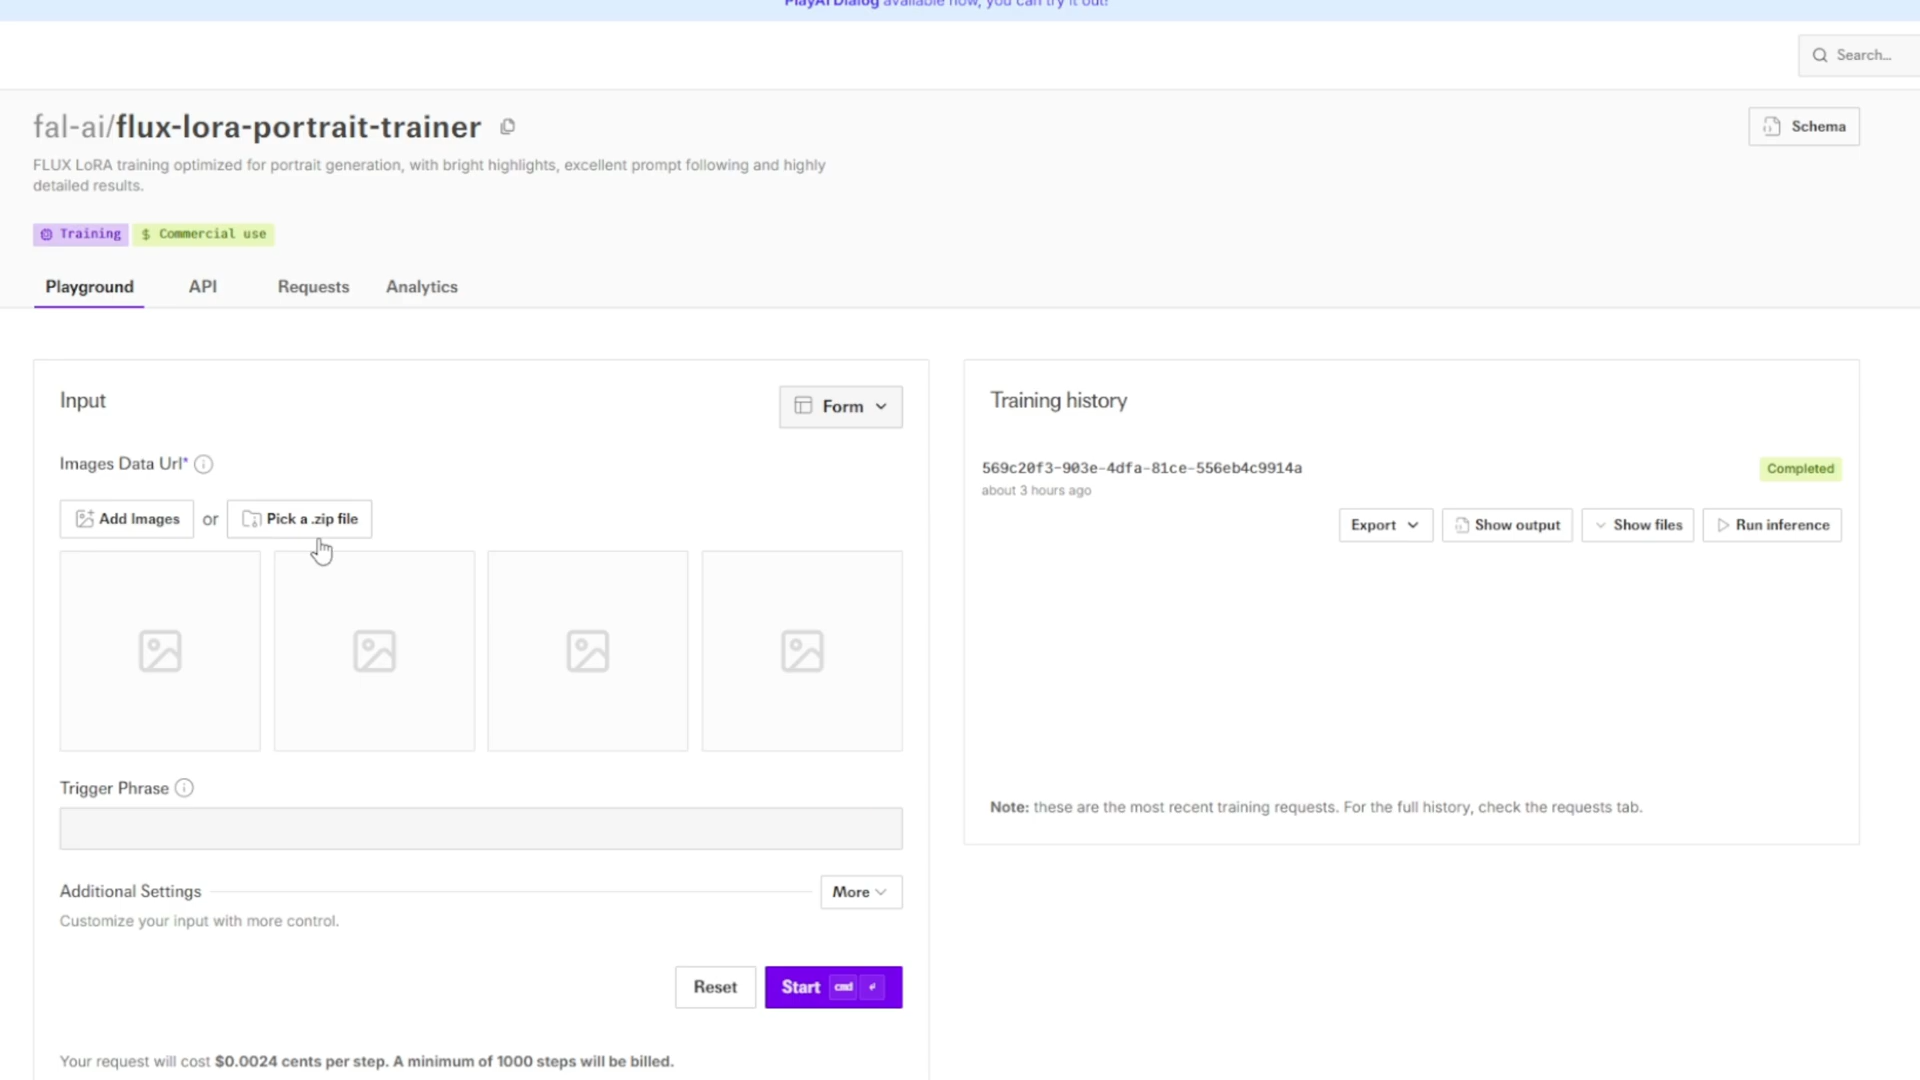 PlayAI Dialog available now, you can try it out!
Search...
fal-ai/flux-lora-portrait-trainer
Schema
FLUX LoRA training optimized for portrait generation, with bright highlights, excellent prompt following and highly
detailed results.
Training
$ Commercial use
Playground
API
Requests
Analytics
Input
Form
Images Data Url*
Add Images
or
Pick a .zip file
Trigger Phrase
Additional Settings
More
Customize your input with more control.
Reset
Start cmd ↵
Your request will cost $0.0024 cents per step. A minimum of 1000 steps will be billed.
Training history
569c20f3-903e-4dfa-81ce-556eb4c9914a
Completed
about 3 hours ago
Export
Show output
Show files
Run inference
Note: these are the most recent training requests. For the full history, check the requests tab.